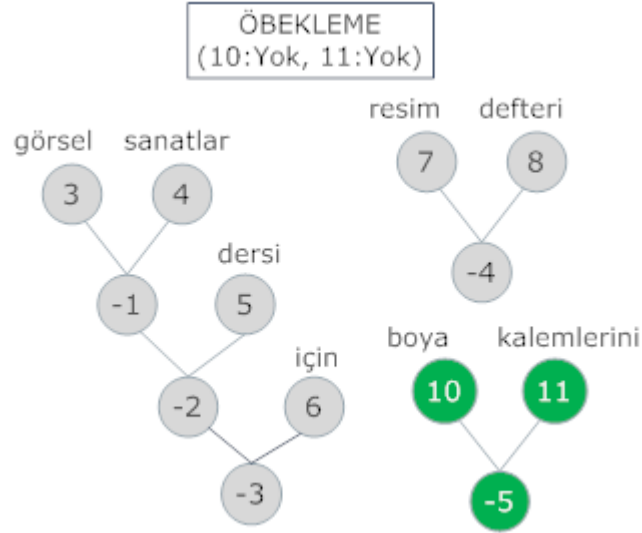 ÖBEKLEME
(10:Yok, 11:Yok)
görsel sanatlar
3 4
-1
dersi
5
-2
için
6
-3
resim defteri
7 8
-4
boya kalemlerini
10 11
-5